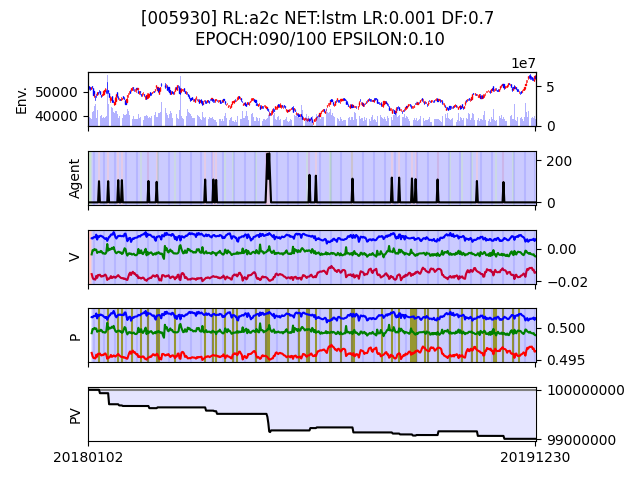 [005930] RL:a2c NET:lstm LR:0.001 DF:0.7
EPOCH:090/100 EPSILON:0.10
1e7
Env.
50000
40000
5
0
Agent
200
0
V
0.00
−0.02
P
0.500
0.495
PV
100000000
99000000
20180102
20191230